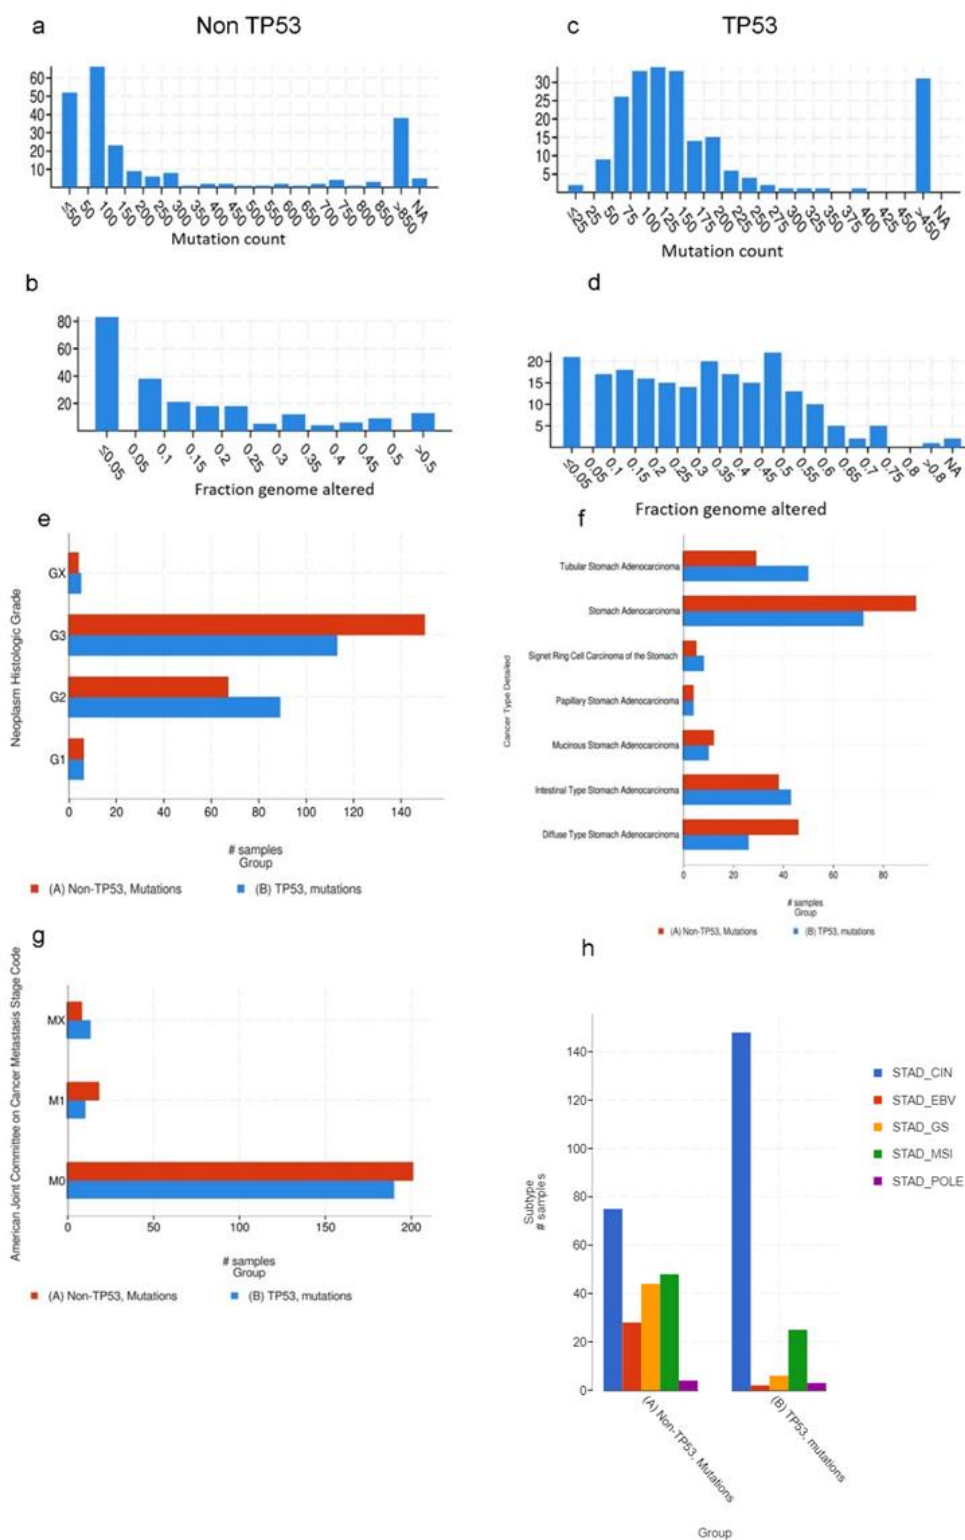 a
Non TP53
60
50
40
30
20
10
≤50
50
100
150
200
250
300
350
400
450
500
550
600
650
700
750
800
850
>850
NA
Mutation count
c
TP53
30
25
20
15
10
5
≤25
25
50
75
100
125
150
175
200
225
250
275
300
325
350
375
400
425
450
>450
NA
Mutation count
b
80
60
40
20
≤0.05
0.05
0.1
0.15
0.2
0.25
0.3
0.35
0.4
0.45
0.5
>0.5
Fraction genome altered
d
20
15
10
5
≤0.05
0.05
0.1
0.15
0.2
0.25
0.3
0.35
0.4
0.45
0.5
0.55
0.6
0.65
0.7
0.75
0.8
>0.8
NA
Fraction genome altered
e
Neoplasm Histologic Grade
GX
G3
G2
G1
0 20 40 60 80 100 120 140
# samples
Group
(A) Non-TP53, Mutations (B) TP53, mutations
f
Cancer Type Detailed
Tubular Stomach Adenocarcinoma
Stomach Adenocarcinoma
Signet Ring Cell Carcinoma of the Stomach
Papillary Stomach Adenocarcinoma
Mucinous Stomach Adenocarcinoma
Intestinal Type Stomach Adenocarcinoma
Diffuse Type Stomach Adenocarcinoma
0 20 40 60 80
# samples
Group
(A) Non-TP53, Mutations (B) TP53, mutations
g
American Joint Committee on Cancer Metastasis Stage Code
MX
M1
M0
0 50 100 150 200
# samples
Group
(A) Non-TP53, Mutations (B) TP53, mutations
h
Subtype
# samples
140
120
100
80
60
40
20
0
(A) Non-TP53, Mutations
(B) TP53, mutations
Group
STAD_CIN
STAD_EBV
STAD_GS
STAD_MSI
STAD_POLE